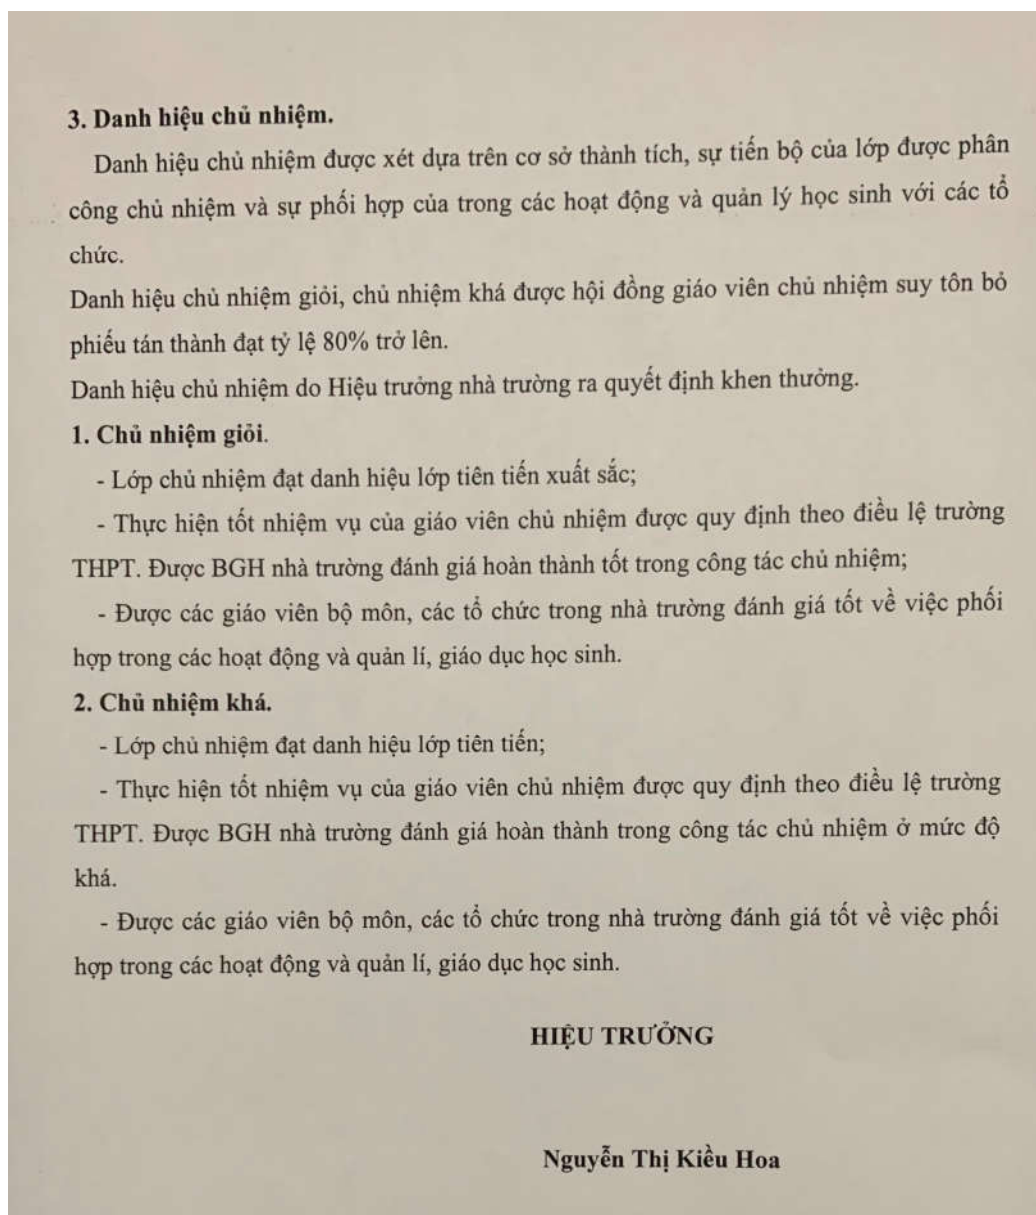 3. Danh hiệu chủ nhiệm.
Danh hiệu chủ nhiệm được xét dựa trên cơ sở thành tích, sự tiến bộ của lớp được phân
công chủ nhiệm và sự phối hợp của trong các hoạt động và quản lý học sinh với các tổ
chức.
Danh hiệu chủ nhiệm giỏi, chủ nhiệm khá được hội đồng giáo viên chủ nhiệm suy tôn bỏ
phiếu tán thành đạt tỷ lệ 80% trở lên.
Danh hiệu chủ nhiệm do Hiệu trưởng nhà trường ra quyết định khen thưởng.
1. Chủ nhiệm giỏi.
- Lớp chủ nhiệm đạt danh hiệu lớp tiên tiến xuất sắc;
- Thực hiện tốt nhiệm vụ của giáo viên chủ nhiệm được quy định theo điều lệ trường
THPT. Được BGH nhà trường đánh giá hoàn thành tốt trong công tác chủ nhiệm;
- Được các giáo viên bộ môn, các tổ chức trong nhà trường đánh giá tốt về việc phối
hợp trong các hoạt động và quản lí, giáo dục học sinh.
2. Chủ nhiệm khá.
- Lớp chủ nhiệm đạt danh hiệu lớp tiên tiến;
- Thực hiện tốt nhiệm vụ của giáo viên chủ nhiệm được quy định theo điều lệ trường
THPT. Được BGH nhà trường đánh giá hoàn thành trong công tác chủ nhiệm ở mức độ
khá.
- Được các giáo viên bộ môn, các tổ chức trong nhà trường đánh giá tốt về việc phối
hợp trong các hoạt động và quản lí, giáo dục học sinh.
HIỆU TRƯỞNG
Nguyễn Thị Kiều Hoa